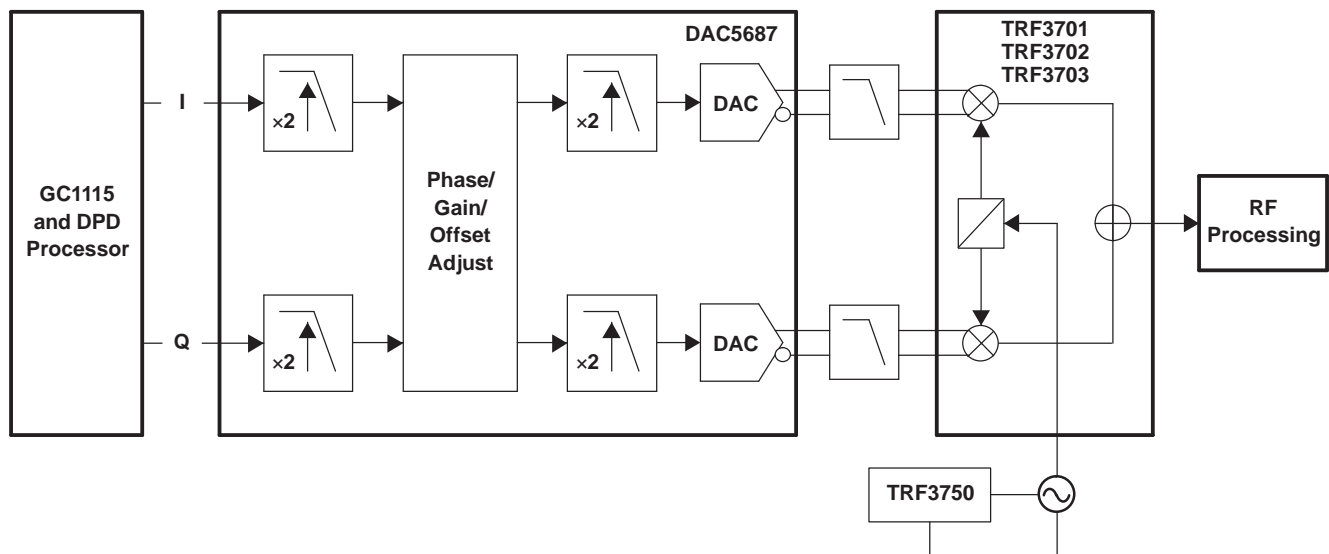 DAC5687
TRF3701
TRF3702
TRF3703
I
×2
×2
DAC
GC1115
and DPD
Processor
Phase/
Gain/
Offset
Adjust
RF
Processing
Q
×2
×2
DAC
TRF3750